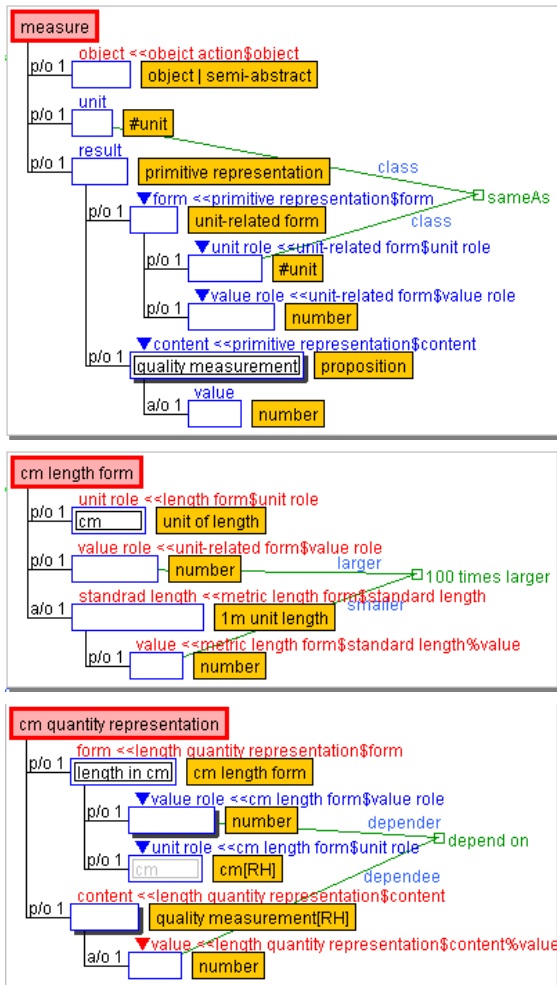 measure
object <<obeict action$object
p/o 1 object | semi-abstract
unit
p/o 1 #unit
result
p/o 1 primitive representation class
sameAs
▼form <<primitive representation$form
p/o 1 unit-related form class
▼unit role <<unit-related form$unit role
p/o 1 #unit
▼value role <<unit-related form$value role
p/o 1 number
▼content <<primitive representation$content
p/o 1 quality measurement proposition
value
a/o 1 number
cm length form
unit role <<length form$unit role
p/o 1 cm unit of length
value role <<unit-related form$value role
p/o 1 number larger
100 times larger
standrad length <<metric length form$standard length
a/o 1 1m unit length smaller
value <<metric length form$standard length%value
p/o 1 number
cm quantity representation
form <<length quantity representation$form
p/o 1 length in cm cm length form
▼value role <<cm length form$value role
p/o 1 number depender
depend on
▼unit role <<cm length form$unit role
p/o 1 cm cm[RH] dependee
content <<length quantity representation$content
p/o 1 quality measurement[RH]
▼value <<length quantity representation$content%value
a/o 1 number